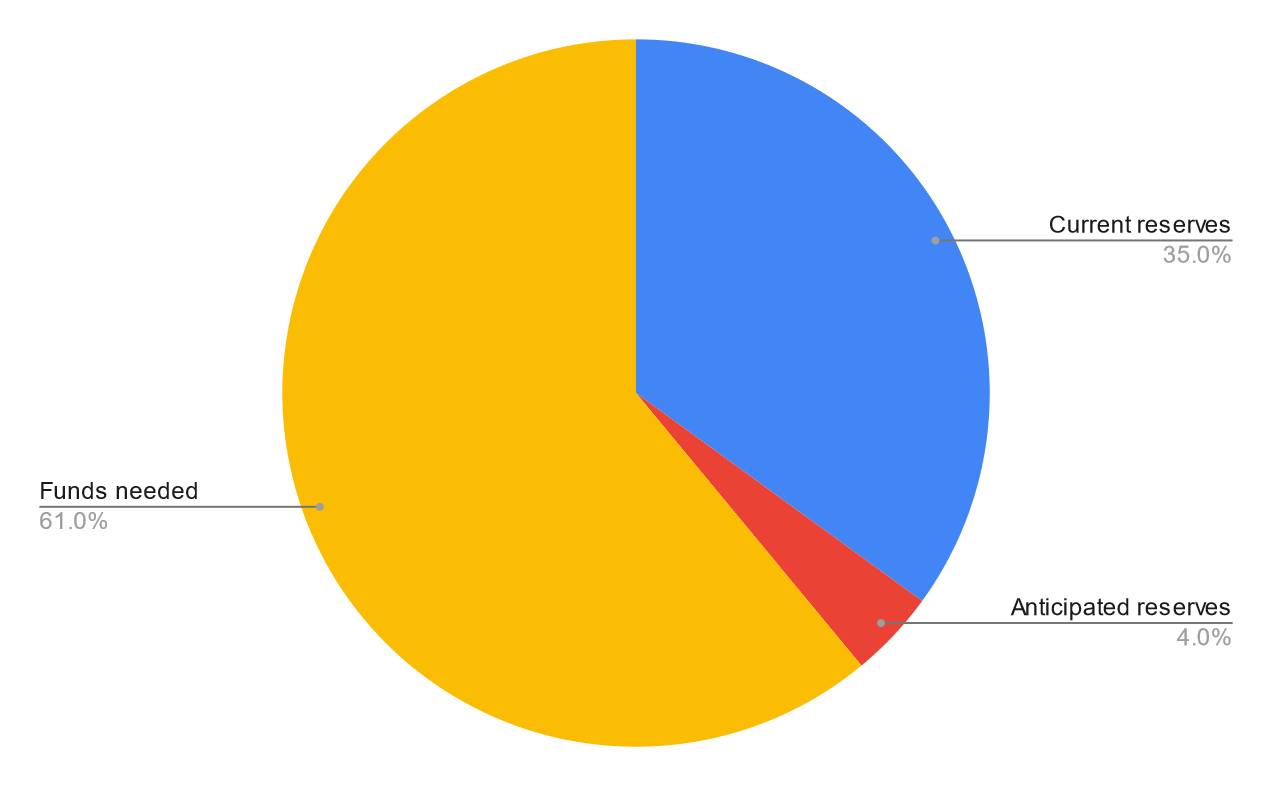 Current reserves
35.0%
Funds needed
61.0%
Anticipated reserves
4.0%